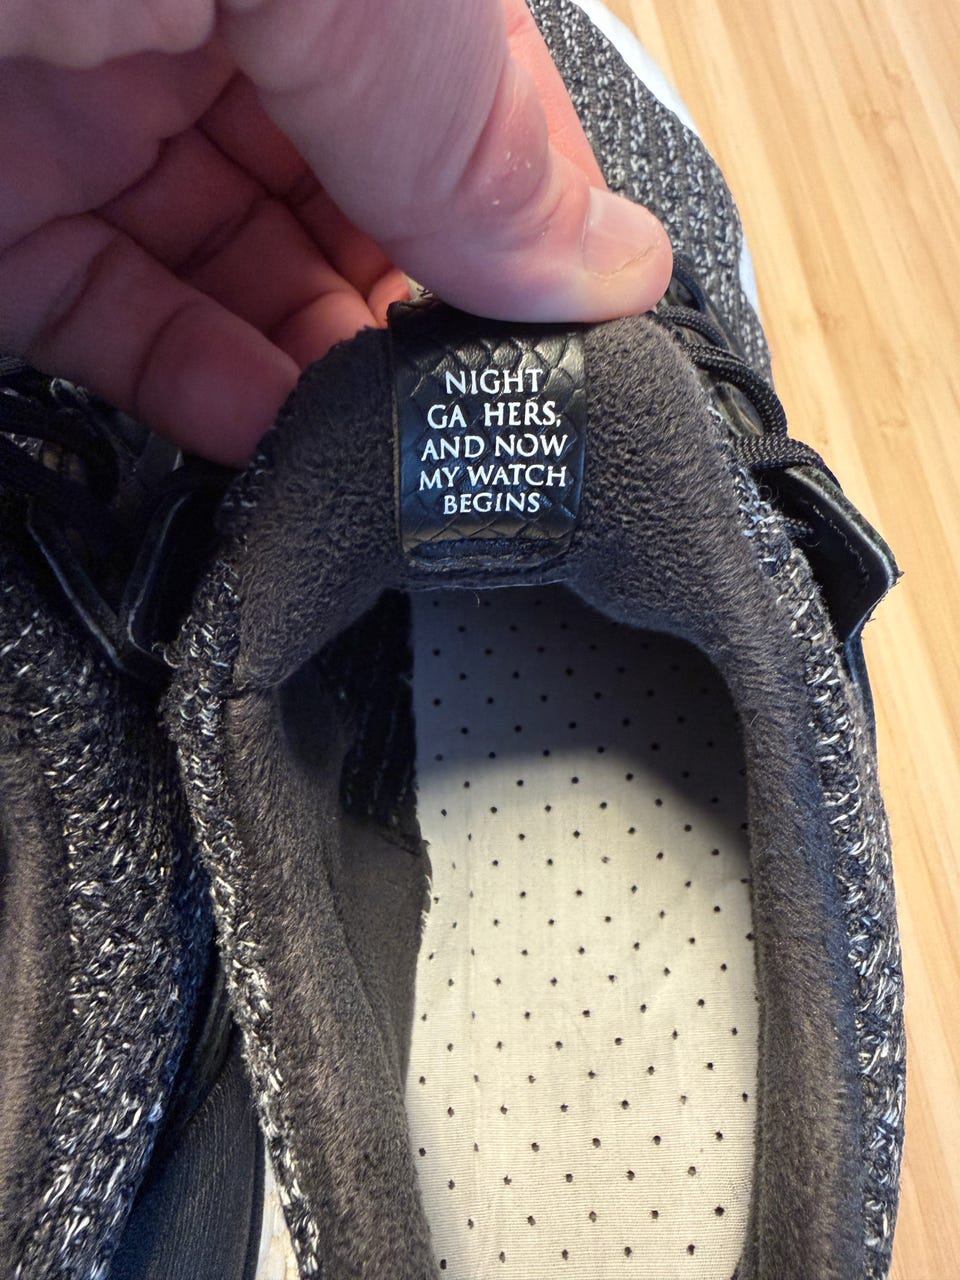 NIGHT
GA HERS,
AND NOW
MY WATCH
BEGINS